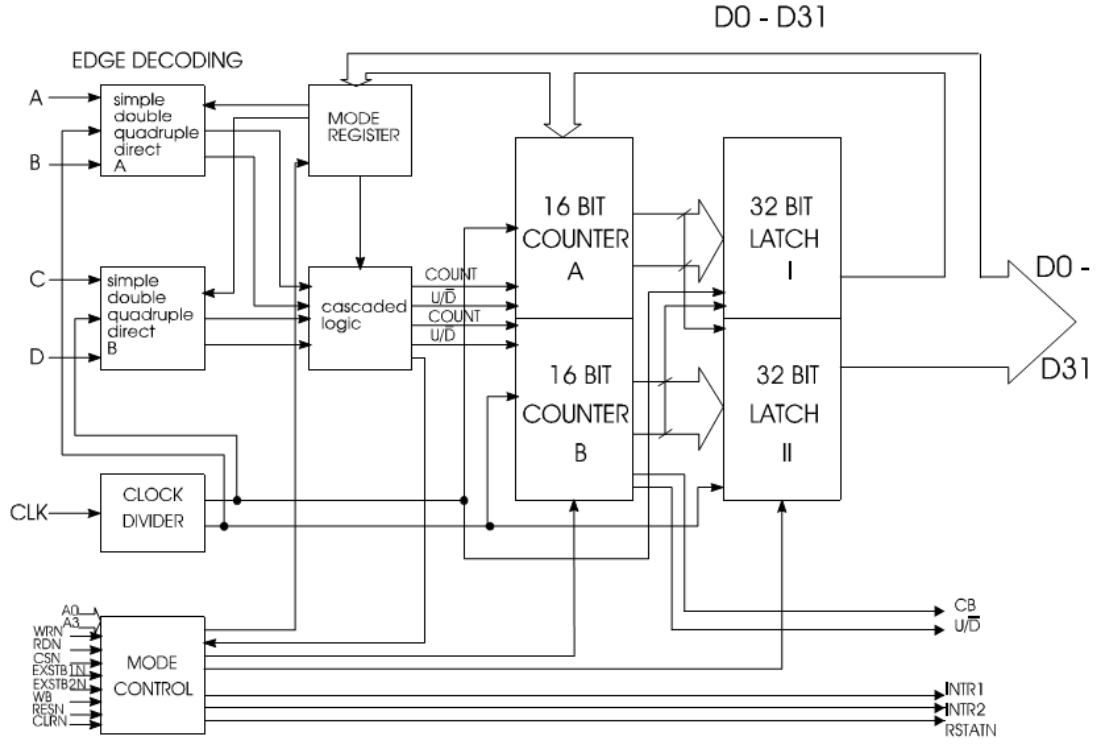 D0 - D31
EDGE DECODING
A
B
simple
double
quadruple
direct
A
MODE
REGISTER
C
D
simple
double
quadruple
direct
B
cascaded
logic
COUNT
U/D̅
COUNT
U/D̅
16 BIT
COUNTER
A
16 BIT
COUNTER
B
32 BIT
LATCH
I
32 BIT
LATCH
II
D0 -
D31
CLK
CLOCK
DIVIDER
A0
A3
WRN
RDN
CSN
EXSTB1N
EXSTB2N
WB
RESN
CLRN
MODE
CONTROL
CB
U/D̅
INTR1
INTR2
RSTATN